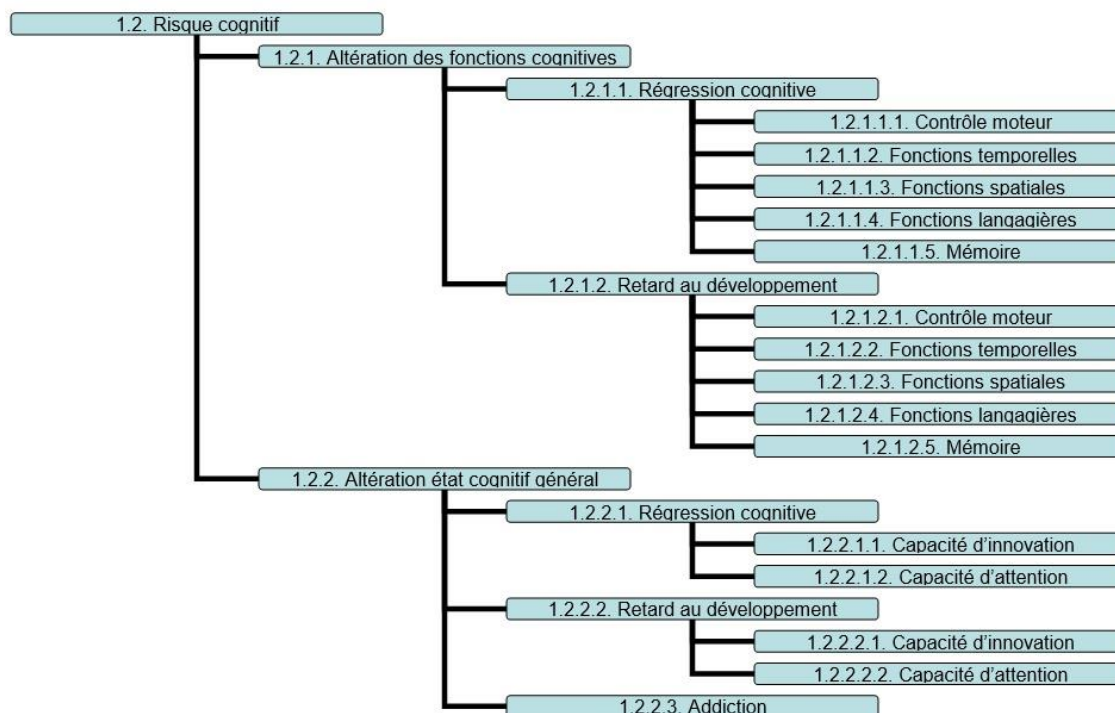 1.2. Risque cognitif
1.2.1. Altération des fonctions cognitives
1.2.1.1. Régression cognitive
1.2.1.1.1. Contrôle moteur
1.2.1.1.2. Fonctions temporelles
1.2.1.1.3. Fonctions spatiales
1.2.1.1.4. Fonctions langagières
1.2.1.1.5. Mémoire
1.2.1.2. Retard au développement
1.2.1.2.1. Contrôle moteur
1.2.1.2.2. Fonctions temporelles
1.2.1.2.3. Fonctions spatiales
1.2.1.2.4. Fonctions langagières
1.2.1.2.5. Mémoire
1.2.2. Altération état cognitif général
1.2.2.1. Régression cognitive
1.2.2.1.1. Capacité d’innovation
1.2.2.1.2. Capacité d’attention
1.2.2.2. Retard au développement
1.2.2.2.1. Capacité d’innovation
1.2.2.2.2. Capacité d’attention
1.2.2.3. Addiction